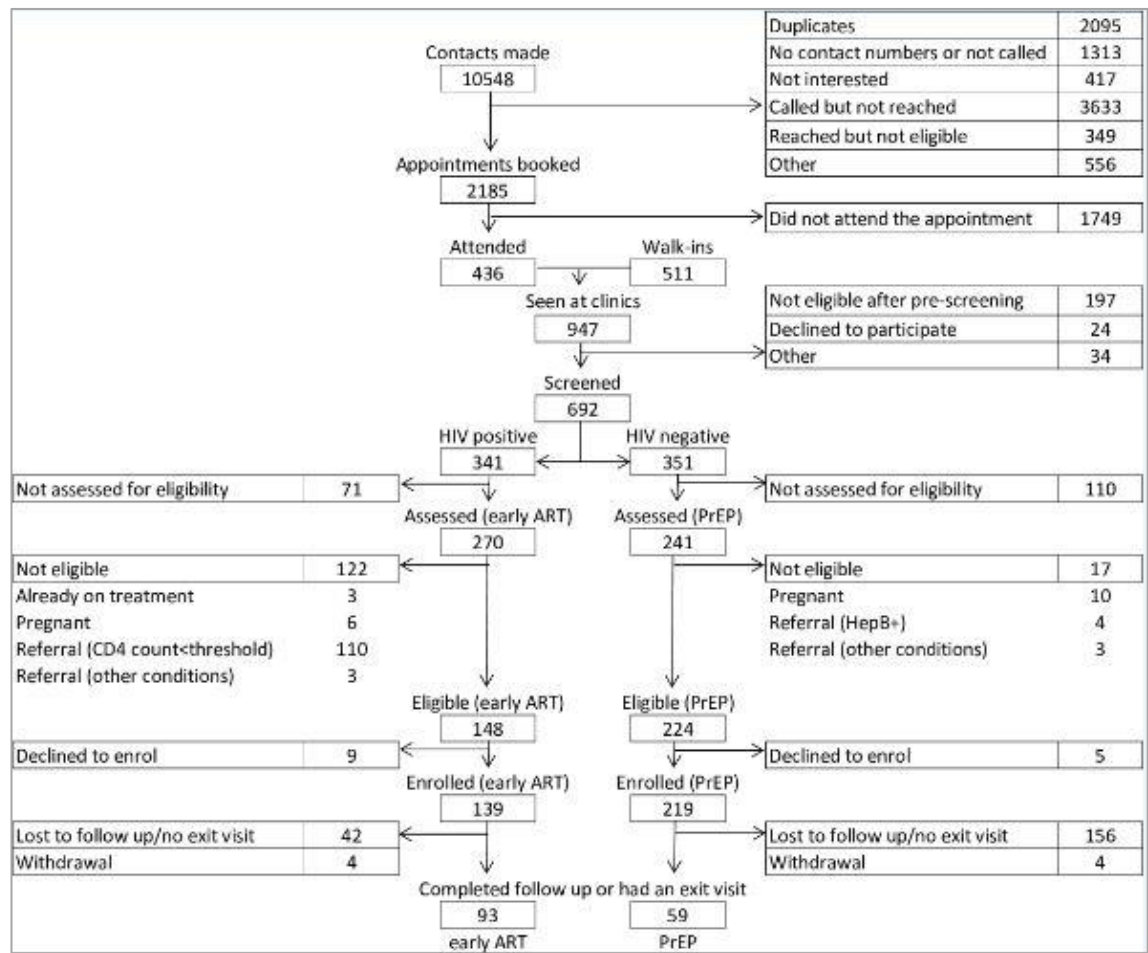 Contacts made
10548
Duplicates 2095
No contact numbers or not called 1313
Not interested 417
Called but not reached 3633
Reached but not eligible 349
Other 556
Appointments booked
2185
Did not attend the appointment 1749
Attended Walk-ins
436 511
Seen at clinics
947
Not eligible after pre-screening 197
Declined to participate 24
Other 34
Screened
692
HIV positive HIV negative
341 351
Not assessed for eligibility 71
Not assessed for eligibility 110
Assessed (early ART) Assessed (PrEP)
270 241
Not eligible 122
Already on treatment 3
Pregnant 6
Referral (CD4 count<threshold) 110
Referral (other conditions) 3
Not eligible 17
Pregnant 10
Referral (HepB+) 4
Referral (other conditions) 3
Eligible (early ART) Eligible (PrEP)
148 224
Declined to enrol 9
Declined to enrol 5
Enrolled (early ART) Enrolled (PrEP)
139 219
Lost to follow up/no exit visit 42
Withdrawal 4
Lost to follow up/no exit visit 156
Withdrawal 4
Completed follow up or had an exit visit
93 59
early ART PrEP